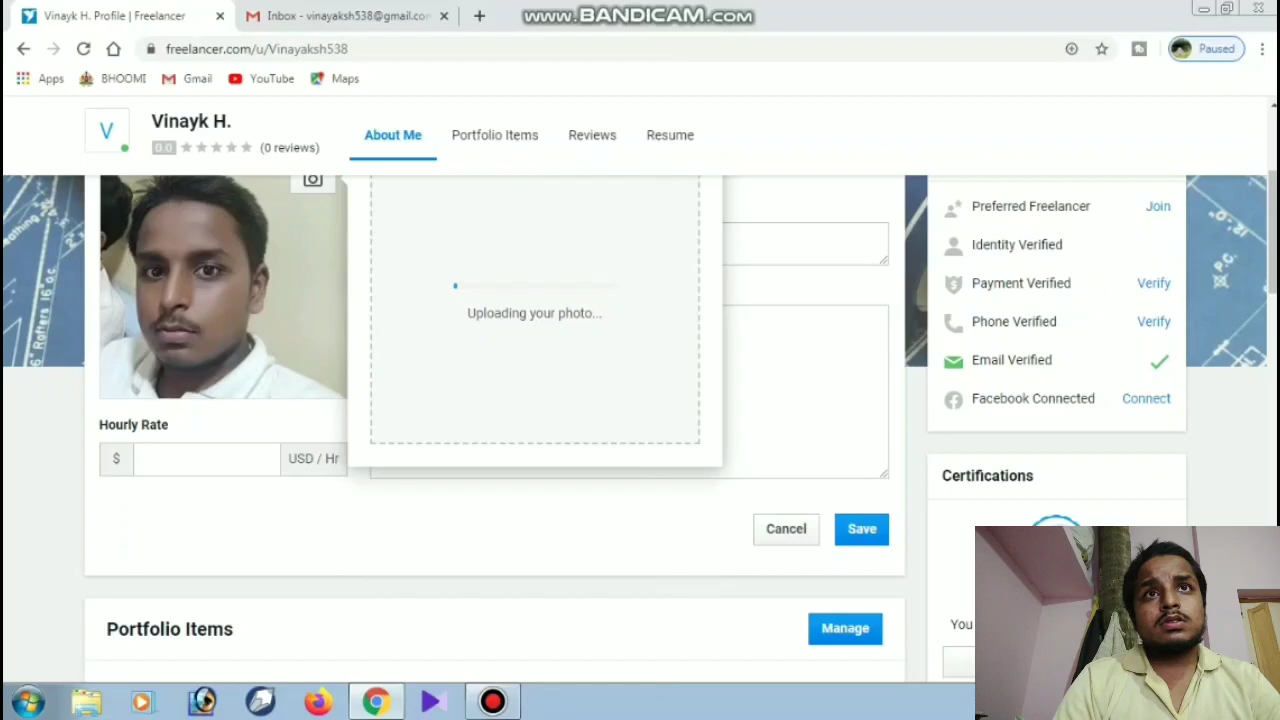 Vinayk H. Profile | Freelancer
Inbox - vinayaksh538@gmail.con
www.BANDICAM.com
freelancer.com/u/Vinayaksh538
Paused
Apps
BHOOMI
Gmail
YouTube
Maps
V
Vinayk H.
0.0
(0 reviews)
About Me
Portfolio Items
Reviews
Resume
Uploading your photo...
Hourly Rate
$
USD / Hr
Cancel
Save
Preferred Freelancer
Join
Identity Verified
Payment Verified
Verify
Phone Verified
Verify
Email Verified
Facebook Connected
Connect
Certifications
You
Portfolio Items
Manage